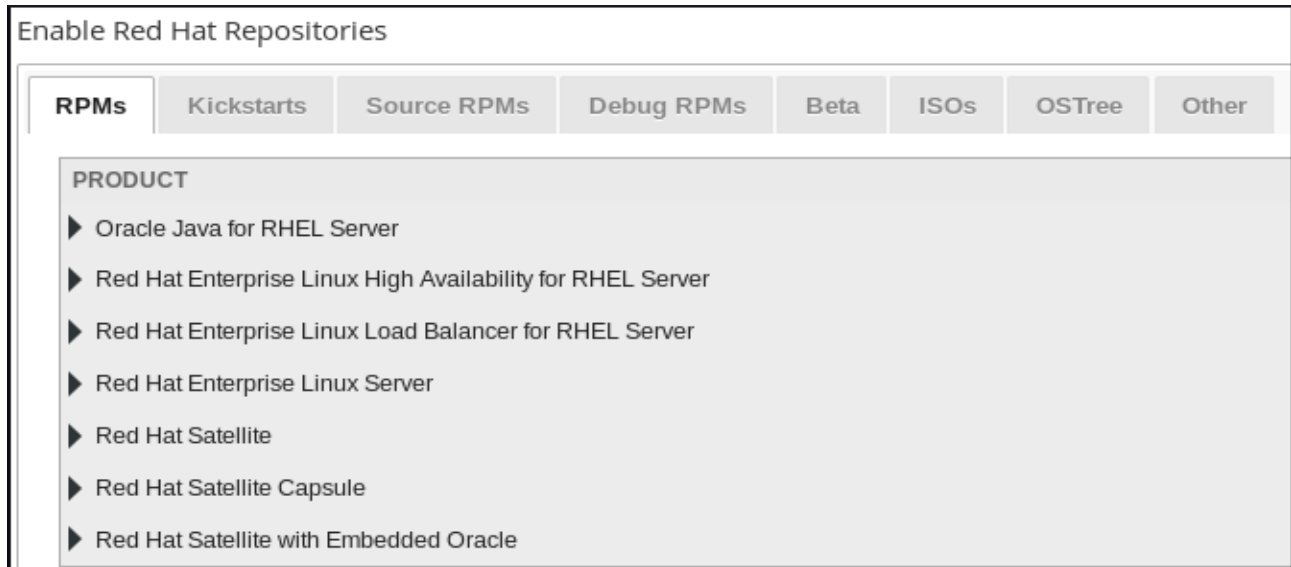 Enable Red Hat Repositories
RPMs Kickstarts Source RPMs Debug RPMs Beta ISOs OSTree Other
PRODUCT
Oracle Java for RHEL Server
Red Hat Enterprise Linux High Availability for RHEL Server
Red Hat Enterprise Linux Load Balancer for RHEL Server
Red Hat Enterprise Linux Server
Red Hat Satellite
Red Hat Satellite Capsule
Red Hat Satellite with Embedded Oracle